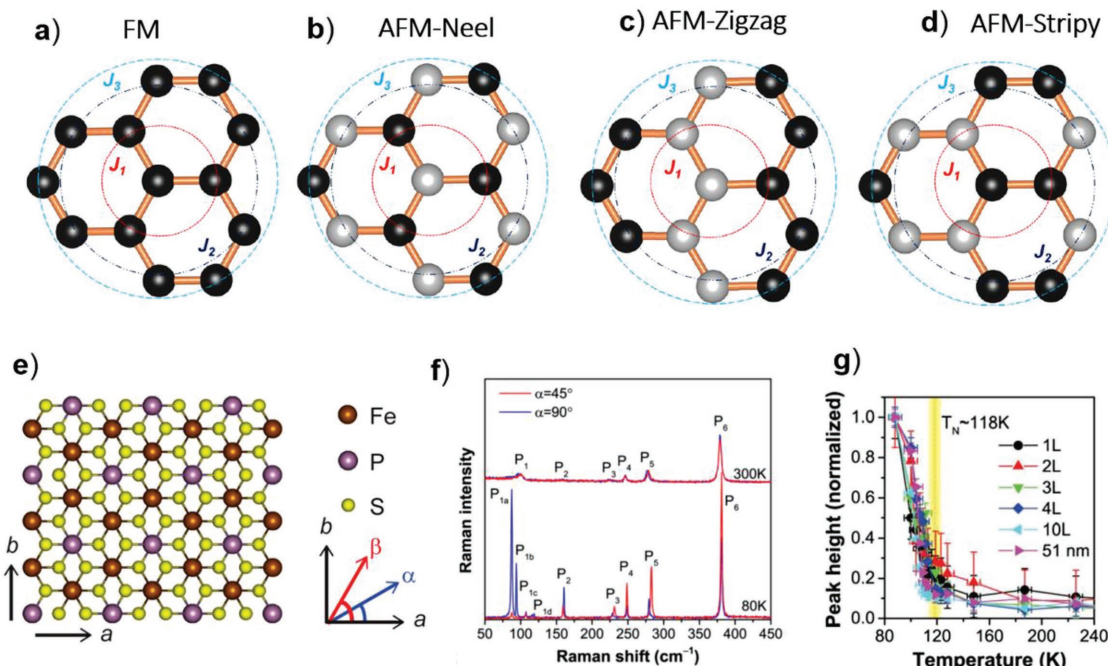 a) FM
b) AFM-Neel
c) AFM-Zigzag
d) AFM-Stripy
J3
J1
J2
J3
J1
J2
J3
J1
J2
J3
J1
J2
e)
b
a
Fe
P
S
b
β
α
a
f)
Raman intensity
α=45°
α=90°
P1
P2
P3
P4
P5
P6
300K
P1a
P1b
P1c
P1d
P2
P3
P4
P5
P6
80K
50 100 150 200 250 300 350 400 450
Raman shift (cm⁻¹)
g)
Peak height (normalized)
1.0
0.8
0.6
0.4
0.2
0.0
TN~118K
1L
2L
3L
4L
10L
51 nm
80 120 160 200 240
Temperature (K)